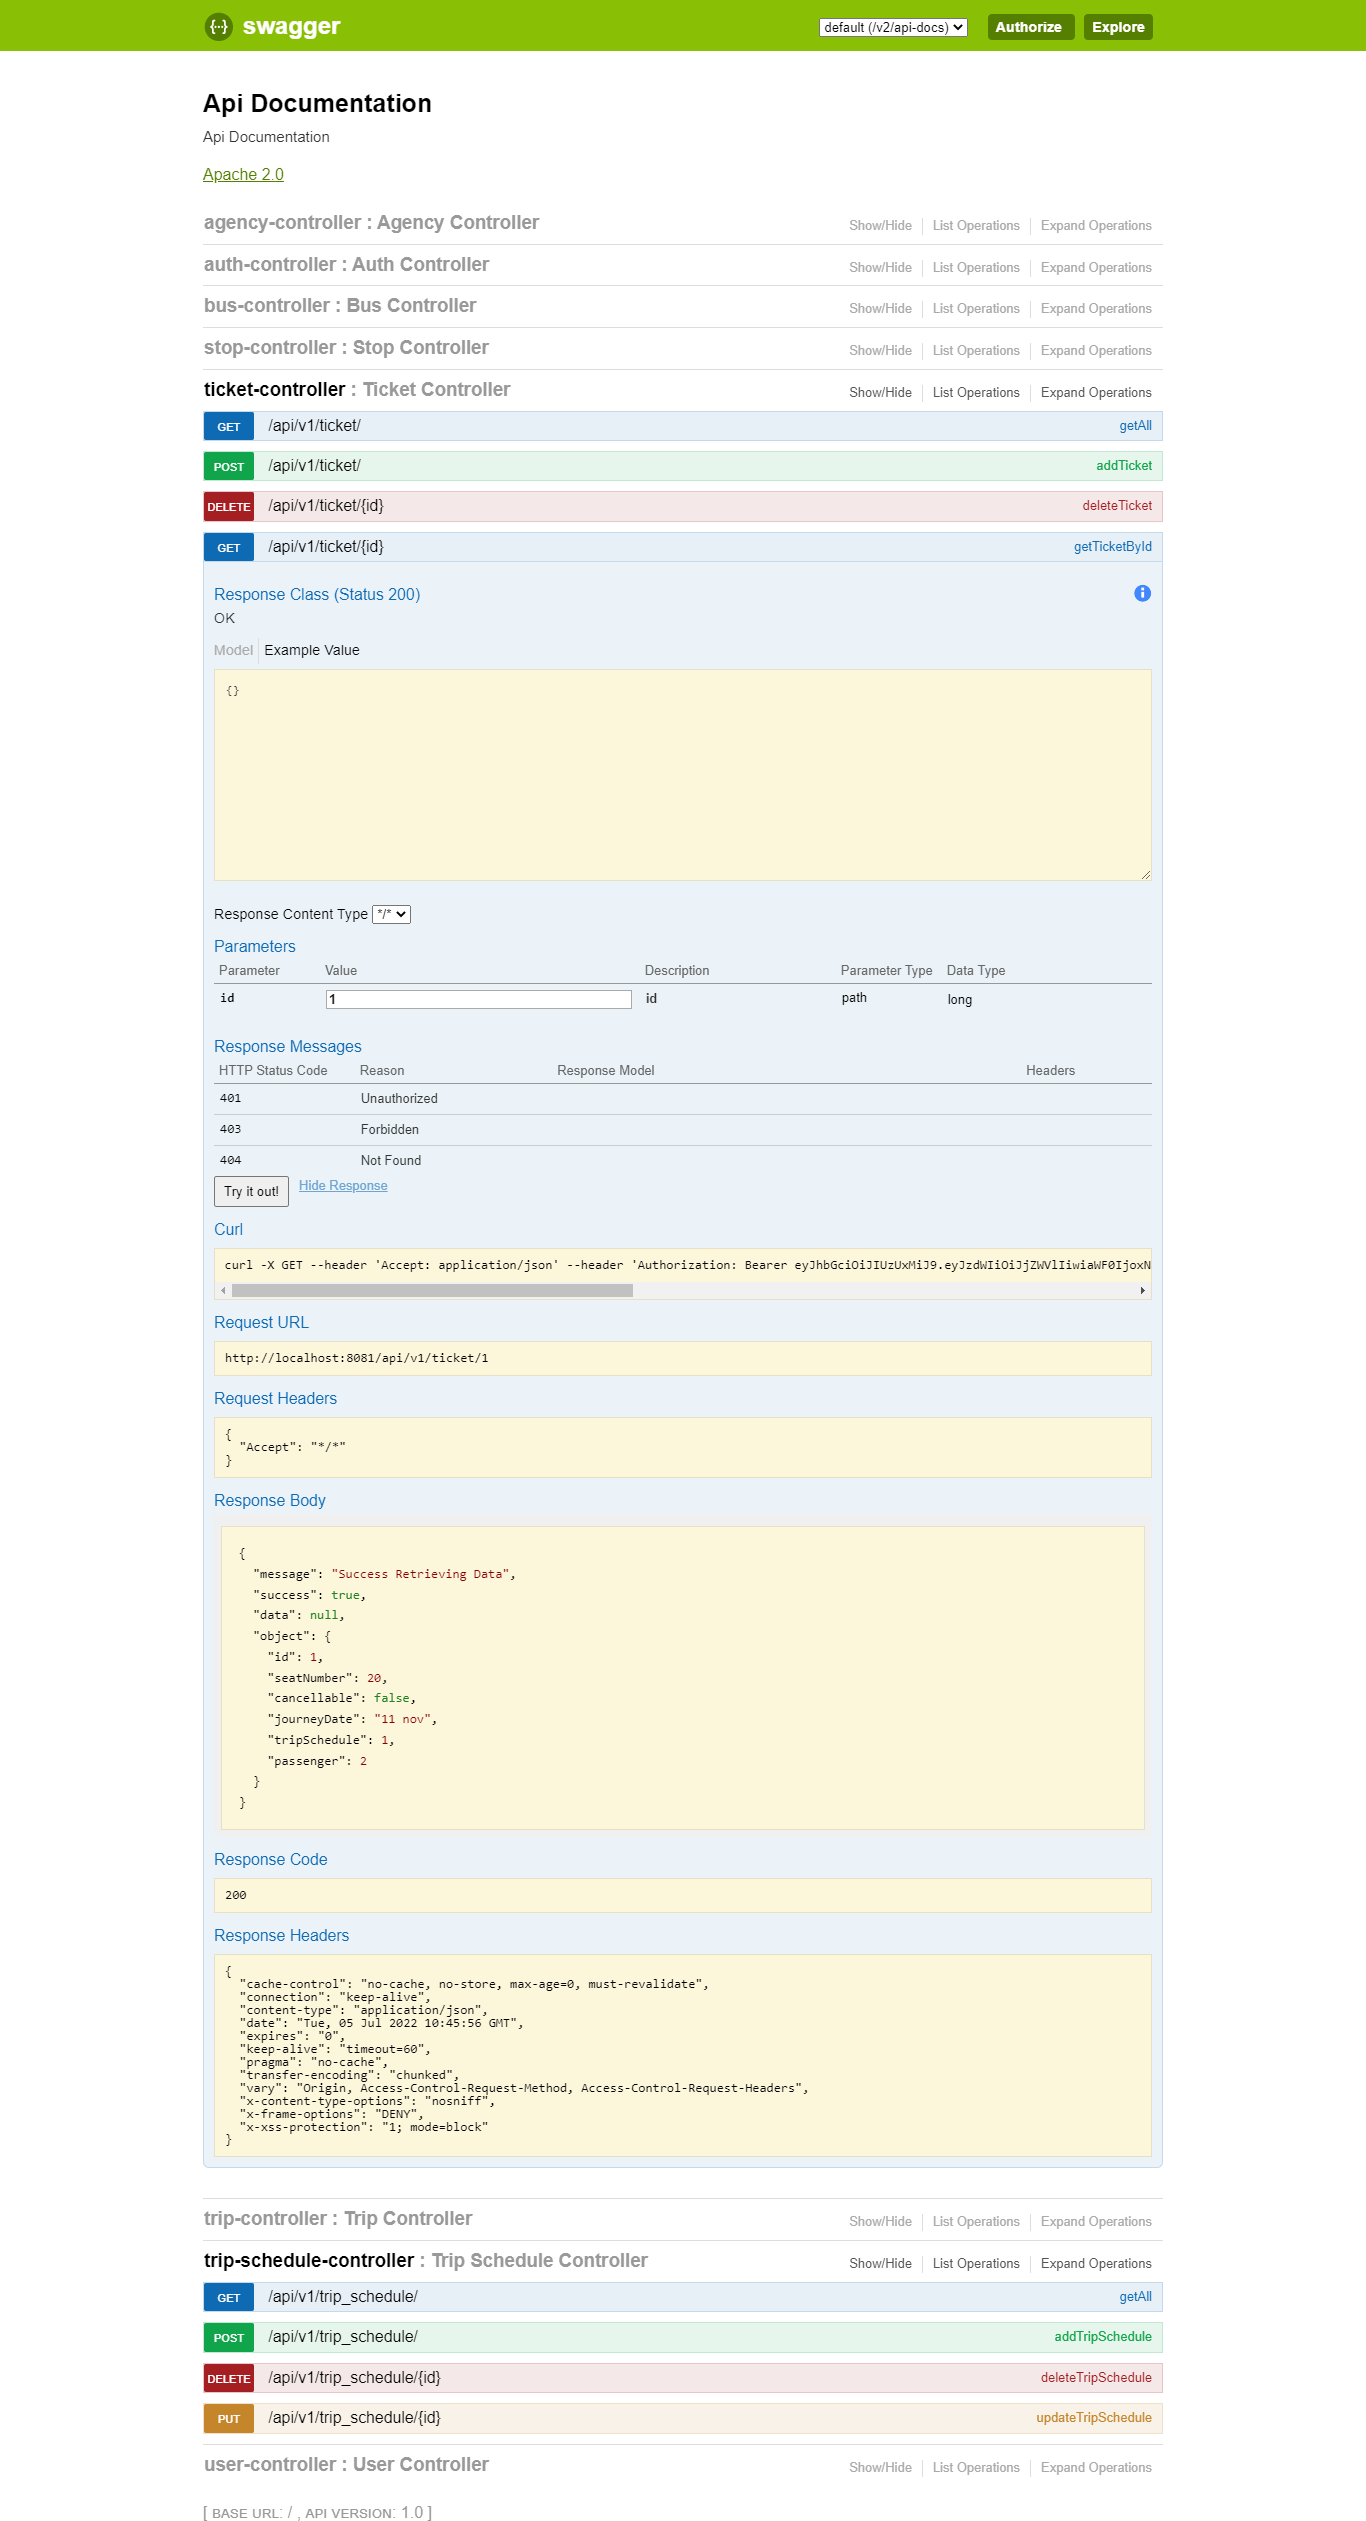 swagger
default (/v2/api-docs)
Authorize
Explore
Api Documentation
Api Documentation
Apache 2.0
agency-controller : Agency Controller Show/Hide List Operations Expand Operations
auth-controller : Auth Controller Show/Hide List Operations Expand Operations
bus-controller : Bus Controller Show/Hide List Operations Expand Operations
stop-controller : Stop Controller Show/Hide List Operations Expand Operations
ticket-controller : Ticket Controller Show/Hide List Operations Expand Operations
GET /api/v1/ticket/ getAll
POST /api/v1/ticket/ addTicket
DELETE /api/v1/ticket/{id} deleteTicket
GET /api/v1/ticket/{id} getTicketById
Response Class (Status 200)
OK
Model Example Value
{}
Response Content Type */*
Parameters
Parameter Value Description Parameter Type Data Type
id 1 id path long
Response Messages
HTTP Status Code Reason Response Model Headers
401 Unauthorized
403 Forbidden
404 Not Found
Try it out! Hide Response
Curl
curl -X GET --header 'Accept: application/json' --header 'Authorization: Bearer eyJhbGciOiJIUzUxMiJ9.eyJzdWIiOiJjZWVlIiwiaWF0IjoxN
Request URL
http://localhost:8081/api/v1/ticket/1
Request Headers
{
"Accept": "*/*"
}
Response Body
{
"message": "Success Retrieving Data",
"success": true,
"data": null,
"object": {
"id": 1,
"seatNumber": 20,
"cancellable": false,
"journeyDate": "11 nov",
"tripSchedule": 1,
"passenger": 2
}
}
Response Code
200
Response Headers
{
"cache-control": "no-cache, no-store, max-age=0, must-revalidate",
"connection": "keep-alive",
"content-type": "application/json",
"date": "Tue, 05 Jul 2022 10:45:56 GMT",
"expires": "0",
"keep-alive": "timeout=60",
"pragma": "no-cache",
"transfer-encoding": "chunked",
"vary": "Origin, Access-Control-Request-Method, Access-Control-Request-Headers",
"x-content-type-options": "nosniff",
"x-frame-options": "DENY",
"x-xss-protection": "1; mode=block"
}
trip-controller : Trip Controller Show/Hide List Operations Expand Operations
trip-schedule-controller : Trip Schedule Controller Show/Hide List Operations Expand Operations
GET /api/v1/trip_schedule/ getAll
POST /api/v1/trip_schedule/ addTripSchedule
DELETE /api/v1/trip_schedule/{id} deleteTripSchedule
PUT /api/v1/trip_schedule/{id} updateTripSchedule
user-controller : User Controller Show/Hide List Operations Expand Operations
[ BASE URL: / , API VERSION: 1.0 ]